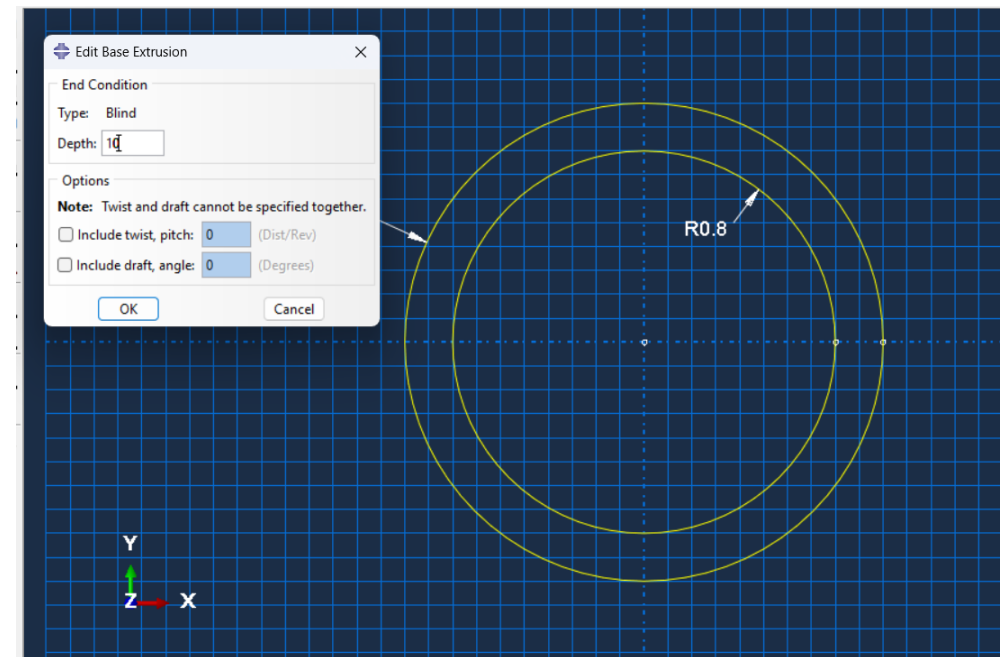 Edit Base Extrusion
End Condition
Type: Blind
Depth: 10
Options
Note: Twist and draft cannot be specified together.
Include twist, pitch: 0 (Dist/Rev)
Include draft, angle: 0 (Degrees)
OK Cancel
R0.8
Y
Z X